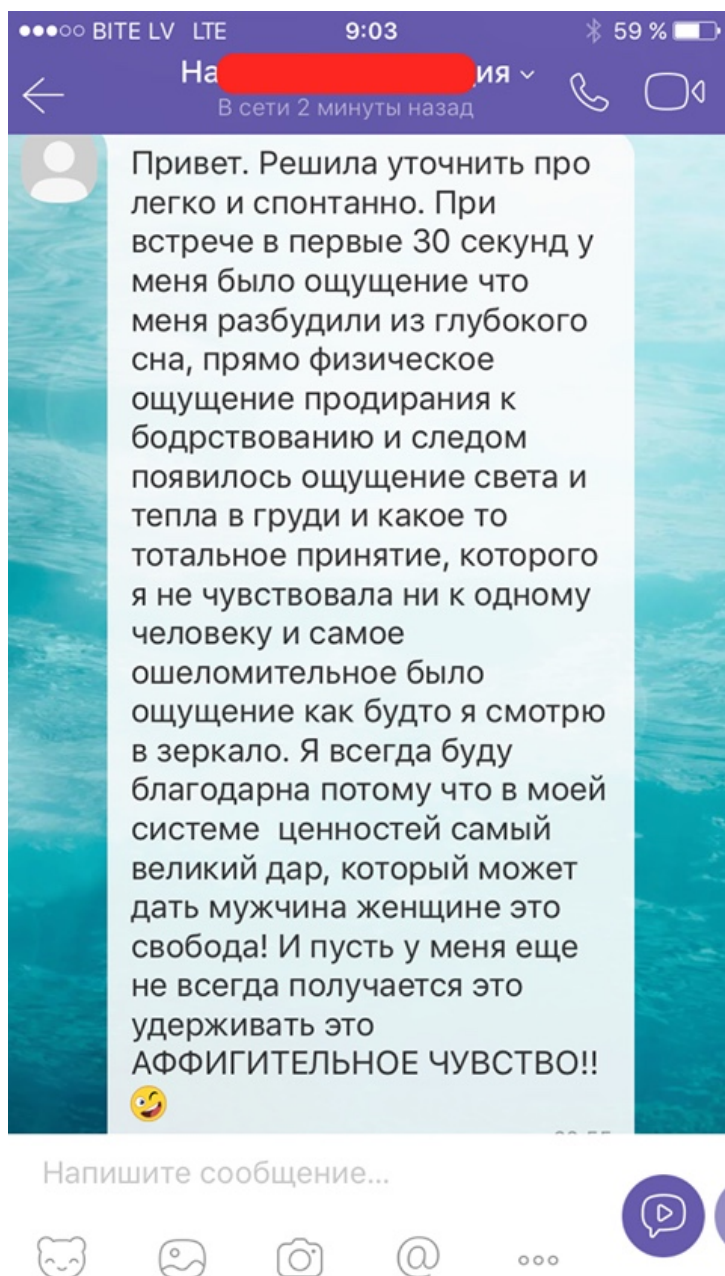 BITE LV LTE 9:03 59 %
На ия
В сети 2 минуты назад
Привет. Решила уточнить про
легко и спонтанно. При
встрече в первые 30 секунд у
меня было ощущение что
меня разбудили из глубокого
сна, прямо физическое
ощущение продирания к
бодрствованию и следом
появилось ощущение света и
тепла в груди и какое то
тотальное принятие, которого
я не чувствовала ни к одному
человеку и самое
ошеломительное было
ощущение как будто я смотрю
в зеркало. Я всегда буду
благодарна потому что в моей
системе ценностей самый
великий дар, который может
дать мужчина женщине это
свобода! И пусть у меня еще
не всегда получается это
удерживать это
АФФИГИТЕЛЬНОЕ ЧУВСТВО!!
Напишите сообщение...